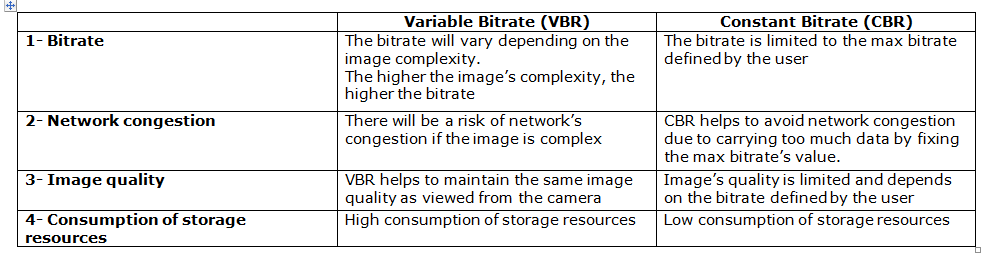 Variable Bitrate (VBR) Constant Bitrate (CBR)
1- Bitrate
The bitrate will vary depending on the
image complexity.
The higher the image’s complexity, the
higher the bitrate
The bitrate is limited to the max bitrate
defined by the user
2- Network congestion
There will be a risk of network’s
congestion if the image is complex
CBR helps to avoid network congestion
due to carrying too much data by fixing
the max bitrate’s value.
3- Image quality
VBR helps to maintain the same image
quality as viewed from the camera
Image’s quality is limited and depends
on the bitrate defined by the user
4- Consumption of storage
resources
High consumption of storage resources
Low consumption of storage resources